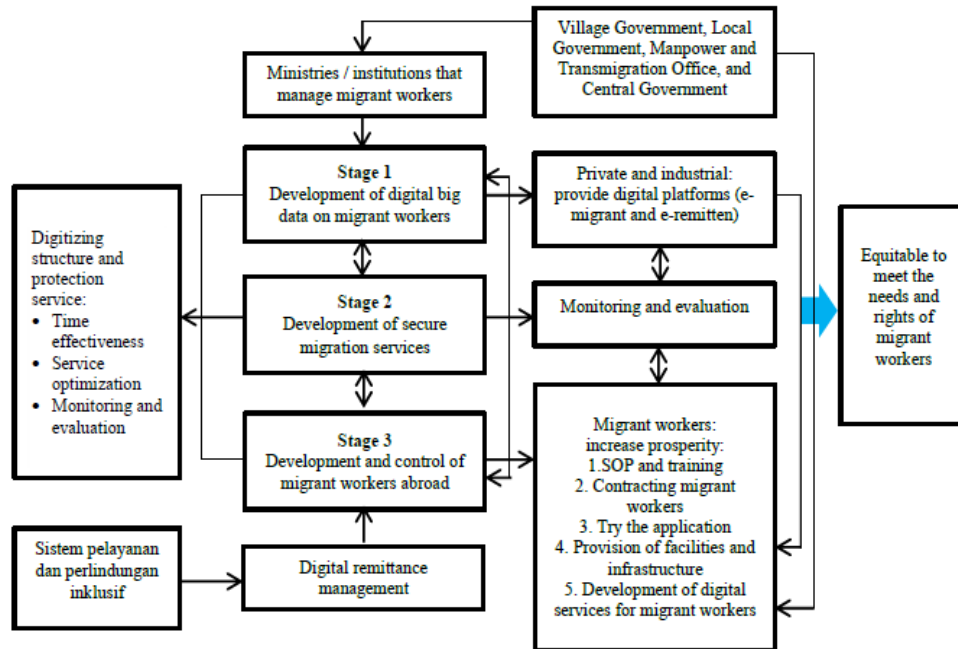 Village Government, Local
Government, Manpower and
Transmigration Office, and
Central Government
Ministries / institutions that
manage migrant workers
Stage 1
Development of digital big
data on migrant workers
Private and industrial:
provide digital platforms (e-
migrant and e-remitten)
Digitizing
structure and
protection
service:
• Time
effectiveness
• Service
optimization
• Monitoring and
evaluation
Stage 2
Development of secure
migration services
Monitoring and evaluation
Equitable to
meet the
needs and
rights of
migrant
workers
Stage 3
Development and control of
migrant workers abroad
Migrant workers:
increase prosperity:
1.SOP and training
2. Contracting migrant
workers
3. Try the application
4. Provision of facilities and
infrastructure
5. Development of digital
services for migrant workers
Sistem pelayanan
dan perlindungan
inklusif
Digital remittance
management